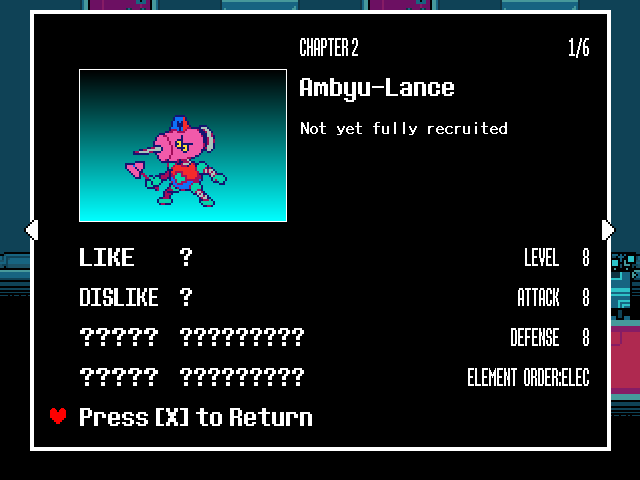 CHAPTER 2 1/6
Ambyu-Lance
Not yet fully recruited
LIKE ? LEVEL 8
DISLIKE ? ATTACK 8
????? ????????? DEFENSE 8
????? ????????? ELEMENT ORDER:ELEC
Press [X] to Return